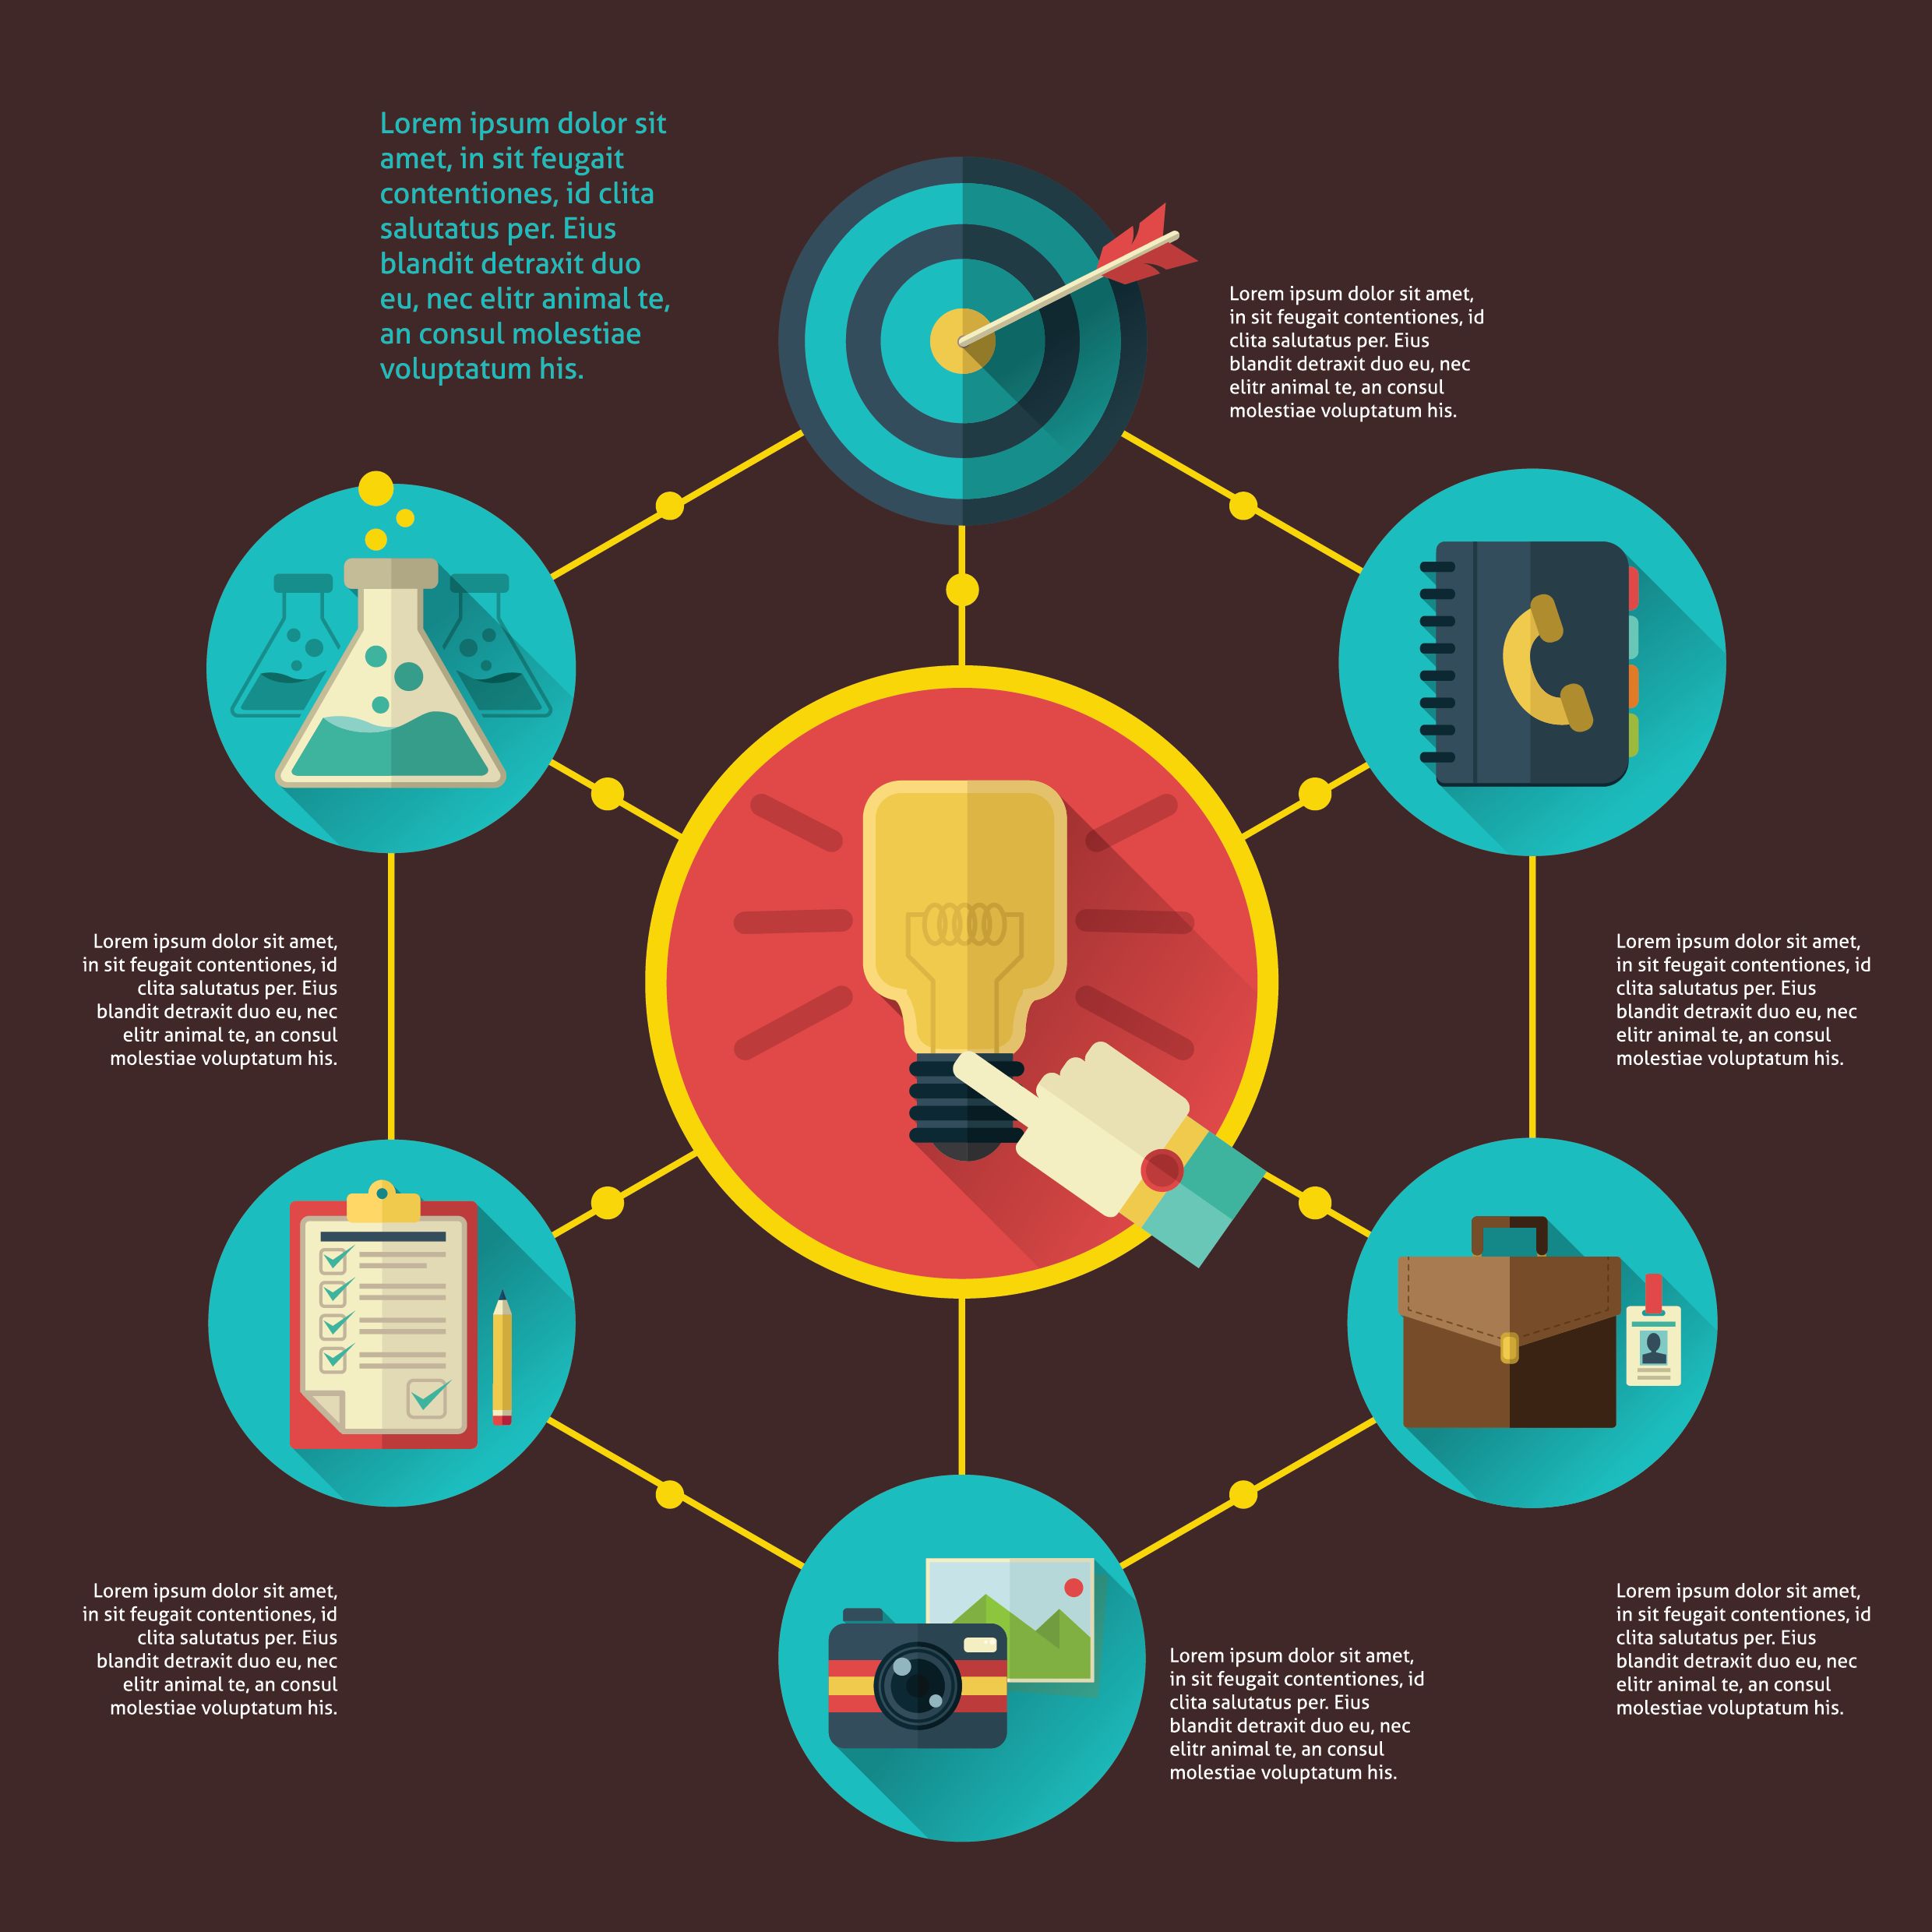 Lorem ipsum dolor sit
amet, in sit feugait
contentiones, id clita
salutatus per. Eius
blandit detraxit duo
eu, nec elitr animal te,
an consul molestiae
voluptatum his.
Lorem ipsum dolor sit amet,
in sit feugait contentiones, id
clita salutatus per. Eius
blandit detraxit duo eu, nec
elitr animal te, an consul
molestiae voluptatum his.
Lorem ipsum dolor sit amet,
in sit feugait contentiones, id
clita salutatus per. Eius
blandit detraxit duo eu, nec
elitr animal te, an consul
molestiae voluptatum his.
Lorem ipsum dolor sit amet,
in sit feugait contentiones, id
clita salutatus per. Eius
blandit detraxit duo eu, nec
elitr animal te, an consul
molestiae voluptatum his.
Lorem ipsum dolor sit amet,
in sit feugait contentiones, id
clita salutatus per. Eius
blandit detraxit duo eu, nec
elitr animal te, an consul
molestiae voluptatum his.
Lorem ipsum dolor sit amet,
in sit feugait contentiones, id
clita salutatus per. Eius
blandit detraxit duo eu, nec
elitr animal te, an consul
molestiae voluptatum his.
Lorem ipsum dolor sit amet,
in sit feugait contentiones, id
clita salutatus per. Eius
blandit detraxit duo eu, nec
elitr animal te, an consul
molestiae voluptatum his.